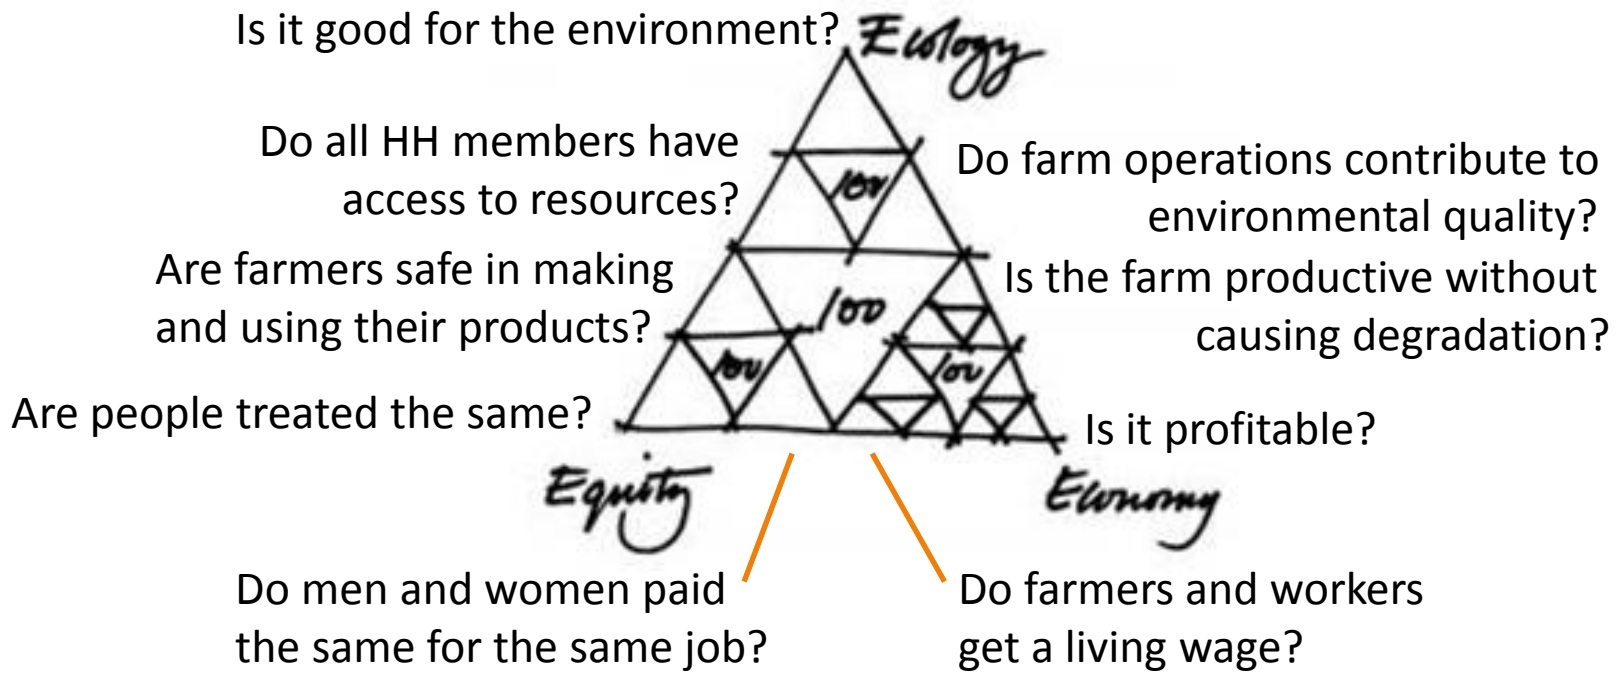 Is it good for the environment?
Ecology
Do all HH members have
access to resources?
Do farm operations contribute to
environmental quality?
100
Are farmers safe in making
and using their products?
Is the farm productive without
causing degradation?
100
100
100
Are people treated the same?
Is it profitable?
Equity
Economy
Do men and women paid
the same for the same job?
Do farmers and workers
get a living wage?